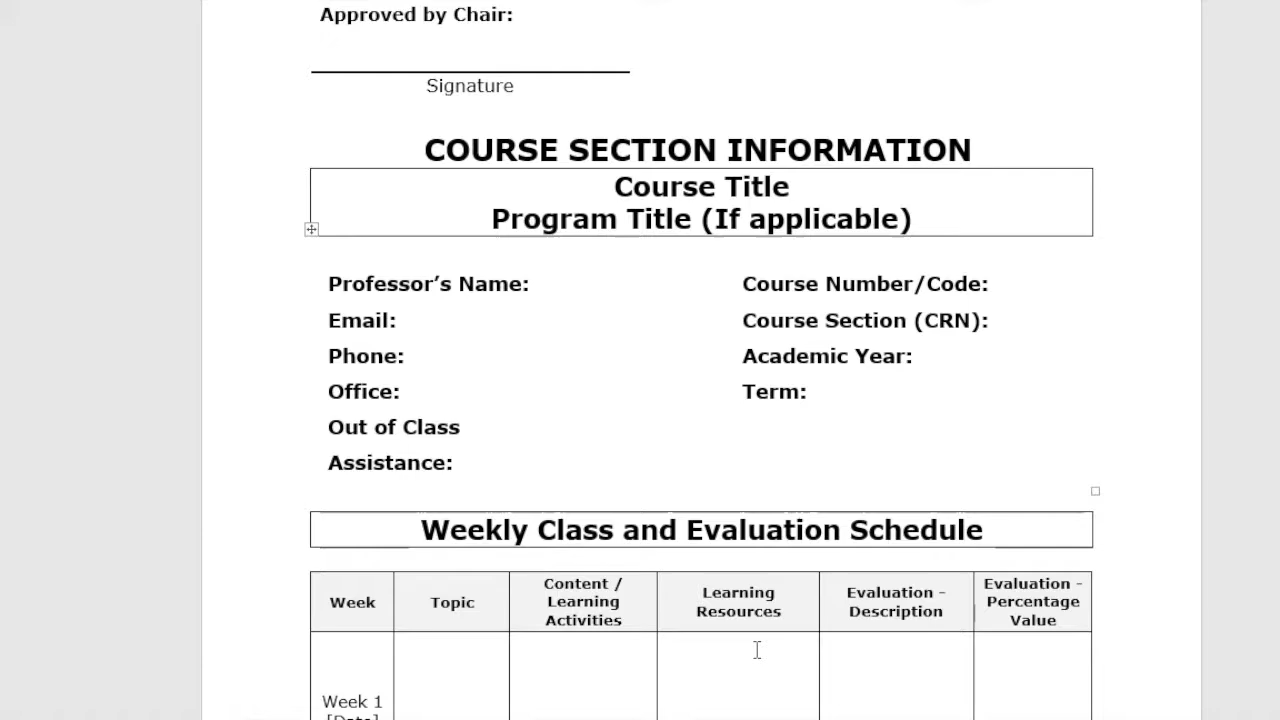 Approved by Chair:
Signature
COURSE SECTION INFORMATION
Course Title
Program Title (If applicable)
Professor’s Name:
Course Number/Code:
Email:
Course Section (CRN):
Phone:
Academic Year:
Office:
Term:
Out of Class
Assistance:
Weekly Class and Evaluation Schedule
Week
Topic
Content /
Learning
Activities
Learning
Resources
Evaluation -
Description
Evaluation -
Percentage
Value
Week 1
[Date]